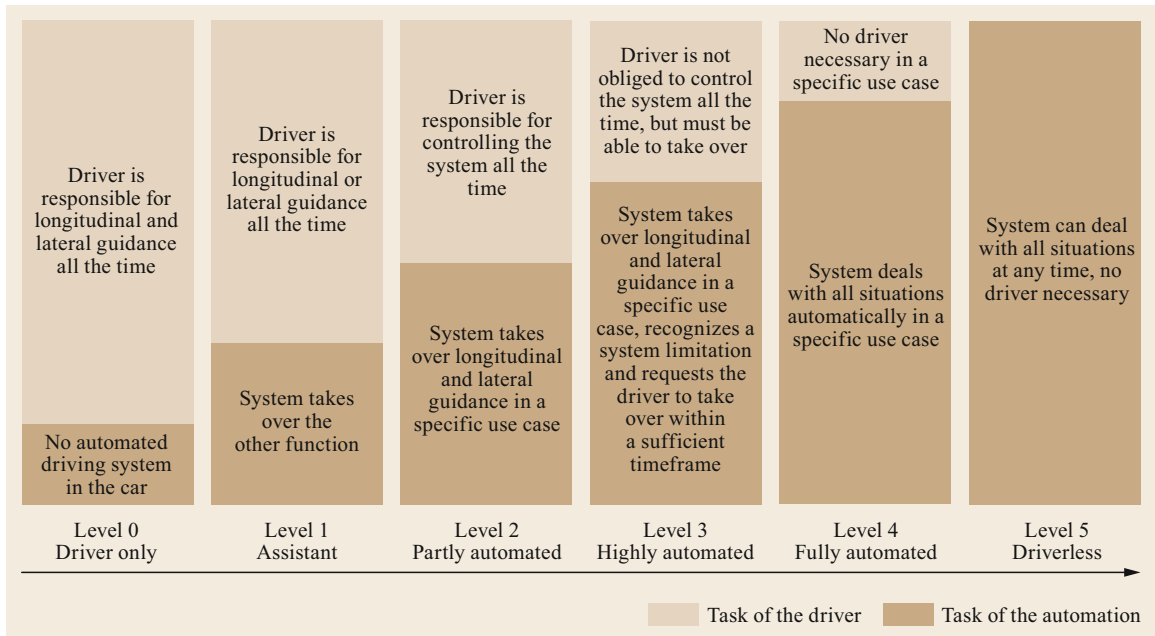 Driver is
responsible for
longitudinal and
lateral guidance
all the time
No automated
driving system
in the car
Level 0
Driver only
Driver is
responsible for
longitudinal or
lateral guidance
all the time
System takes
over the
other function
Level 1
Assistant
Driver is
responsible for
controlling the
system all the
time
System takes
over longitudinal
and lateral
guidance in a
specific use case
Level 2
Partly automated
Driver is not
obliged to control
the system all the
time, but must be
able to take over
System takes
over longitudinal
and lateral
guidance in a
specific use
case, recognizes a
system limitation
and requests the
driver to take
over within
a sufficient
timeframe
Level 3
Highly automated
No driver
necessary in a
specific use case
System deals
with all situations
automatically in a
specific use case
Level 4
Fully automated
System can deal
with all situations
at any time, no
driver necessary
Level 5
Driverless
Task of the driver
Task of the automation